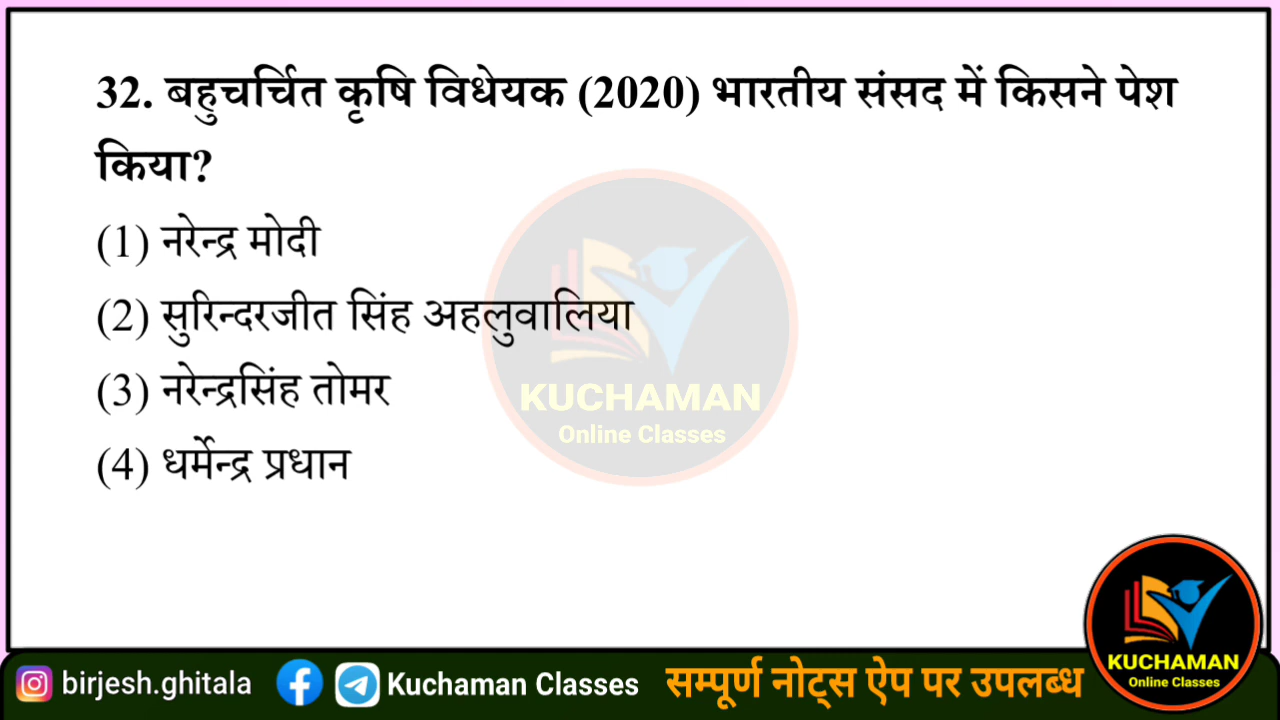 32. बहुचर्चित कृषि विधेयक (2020) भारतीय संसद में किसने पेश
किया?
(1) नरेन्द्र मोदी
(2) सुरिन्दरजीत सिंह अहलुवालिया
(3) नरेन्द्रसिंह तोमर
(4) धर्मेन्द्र प्रधान
KUCHAMAN
Online Classes
KUCHAMAN
Online Classes
birjesh.ghitala Kuchaman Classes सम्पूर्ण नोट्स ऐप पर उपलब्ध